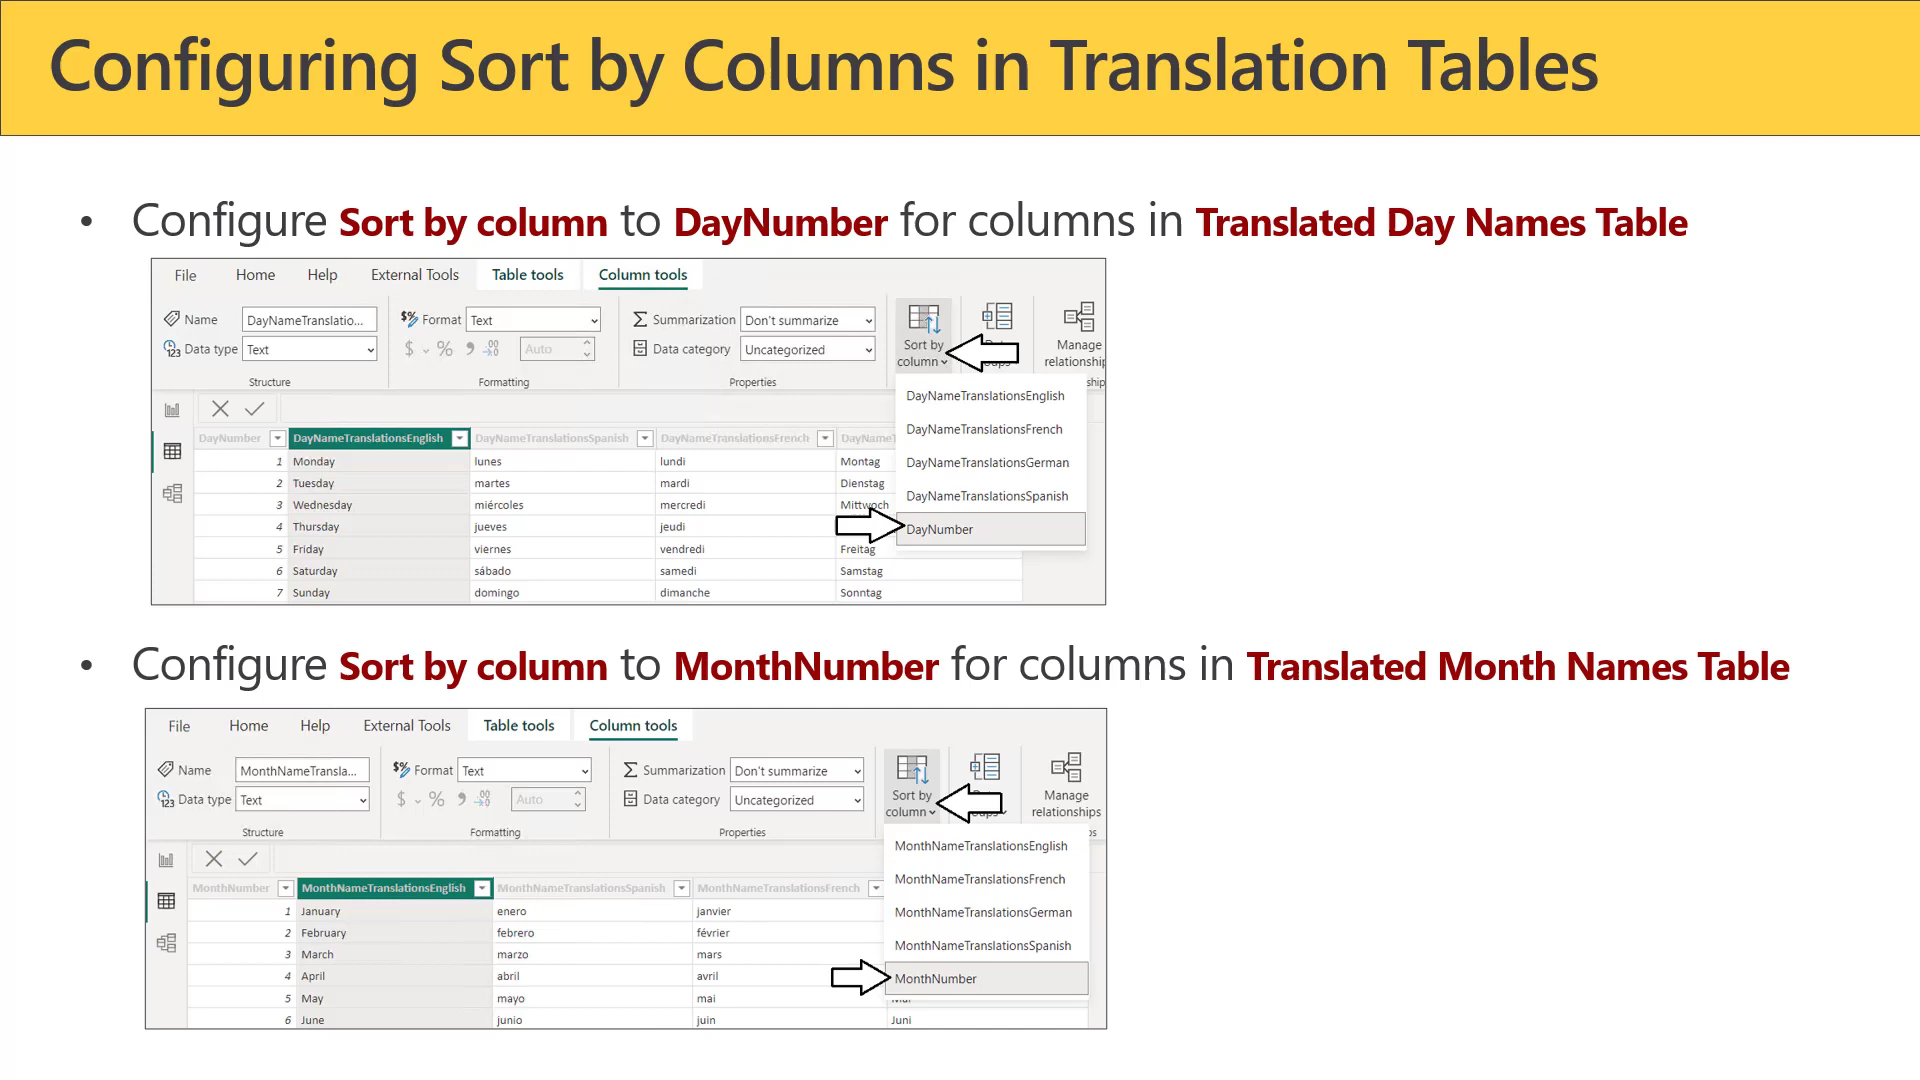 Configuring Sort by Columns in Translation Tables
• Configure Sort by column to DayNumber for columns in Translated Day Names Table
File Home Help External Tools Table tools Column tools
Name DayNameTranslatio... $% Format Text Summarization Don't summarize
Data type Text $ % Auto Data category Uncategorized
Sort by column
Manage
Structure Formatting Properties
DayNameTranslationsEnglish
DayNameTranslationsFrench
DayNameTranslationsGerman
DayNameTranslationsSpanish
DayNumber
DayNumber DayNameTranslationsEnglish DayNameTranslationsSpanish DayNameTranslationsFrench
1 Monday lunes lundi Montag
2 Tuesday martes mardi Dienstag
3 Wednesday miércoles mercredi Mittwoch
4 Thursday jueves jeudi
5 Friday viernes vendredi Freitag
6 Saturday sábado samedi Samstag
7 Sunday domingo dimanche Sonntag
• Configure Sort by column to MonthNumber for columns in Translated Month Names Table
File Home Help External Tools Table tools Column tools
Name MonthNameTransla... $% Format Text Summarization Don't summarize
Data type Text $ % Auto Data category Uncategorized
Sort by column
Manage relationships
Structure Formatting Properties
MonthNameTranslationsEnglish
MonthNameTranslationsFrench
MonthNameTranslationsGerman
MonthNameTranslationsSpanish
MonthNumber
MonthNumber MonthNameTranslationsEnglish MonthNameTranslationsSpanish MonthNameTranslationsFrench
1 January enero janvier
2 February febrero février
3 March marzo mars
4 April abril avril
5 May mayo mai
6 June junio juin Juni